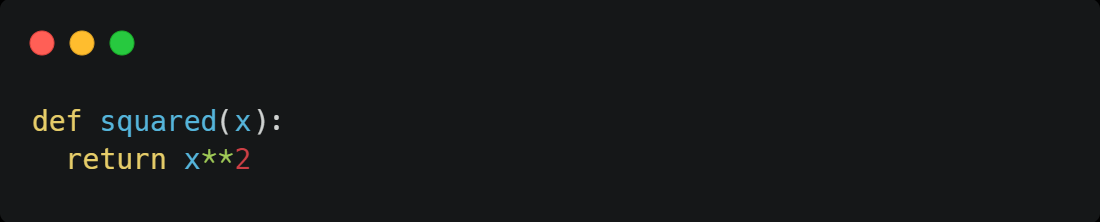 def squared(x):
  return x**2